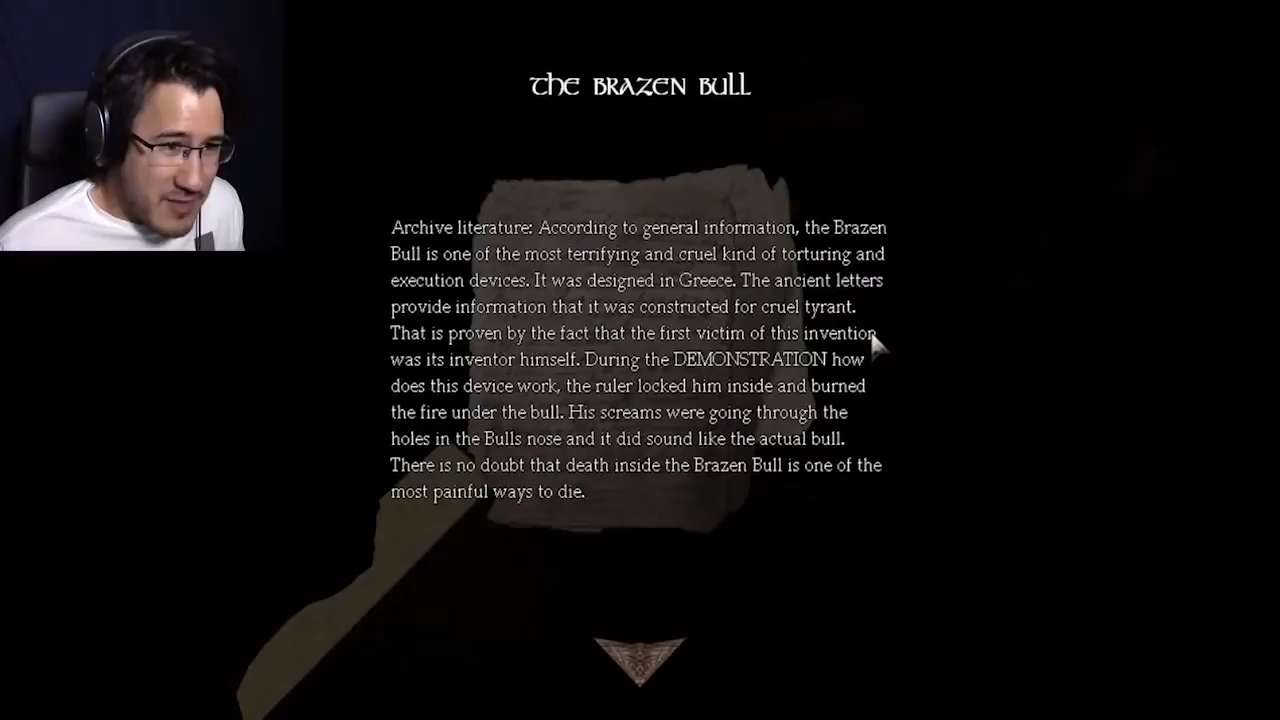 The Brazen Bull
Archive literature: According to general information, the Brazen
Bull is one of the most terrifying and cruel kind of torturing and
execution devices. It was designed in Greece. The ancient letters
provide information that it was constructed for cruel tyrant.
That is proven by the fact that the first victim of this invention
was its inventor himself. During the DEMONSTRATION how
does this device work, the ruler locked him inside and burned
the fire under the bull. His screams were going through the
holes in the Bulls nose and it did sound like the actual bull.
There is no doubt that death inside the Brazen Bull is one of the
most painful ways to die.